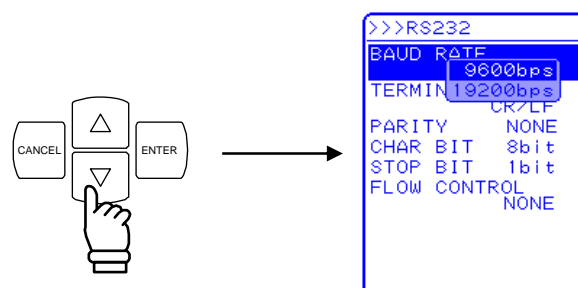 CANCEL
ENTER
>>>RS232
BAUD RATE
9600bps
19200bps
CR/LF
PARITY NONE
CHAR BIT 8bit
STOP BIT 1bit
FLOW CONTROL
NONE